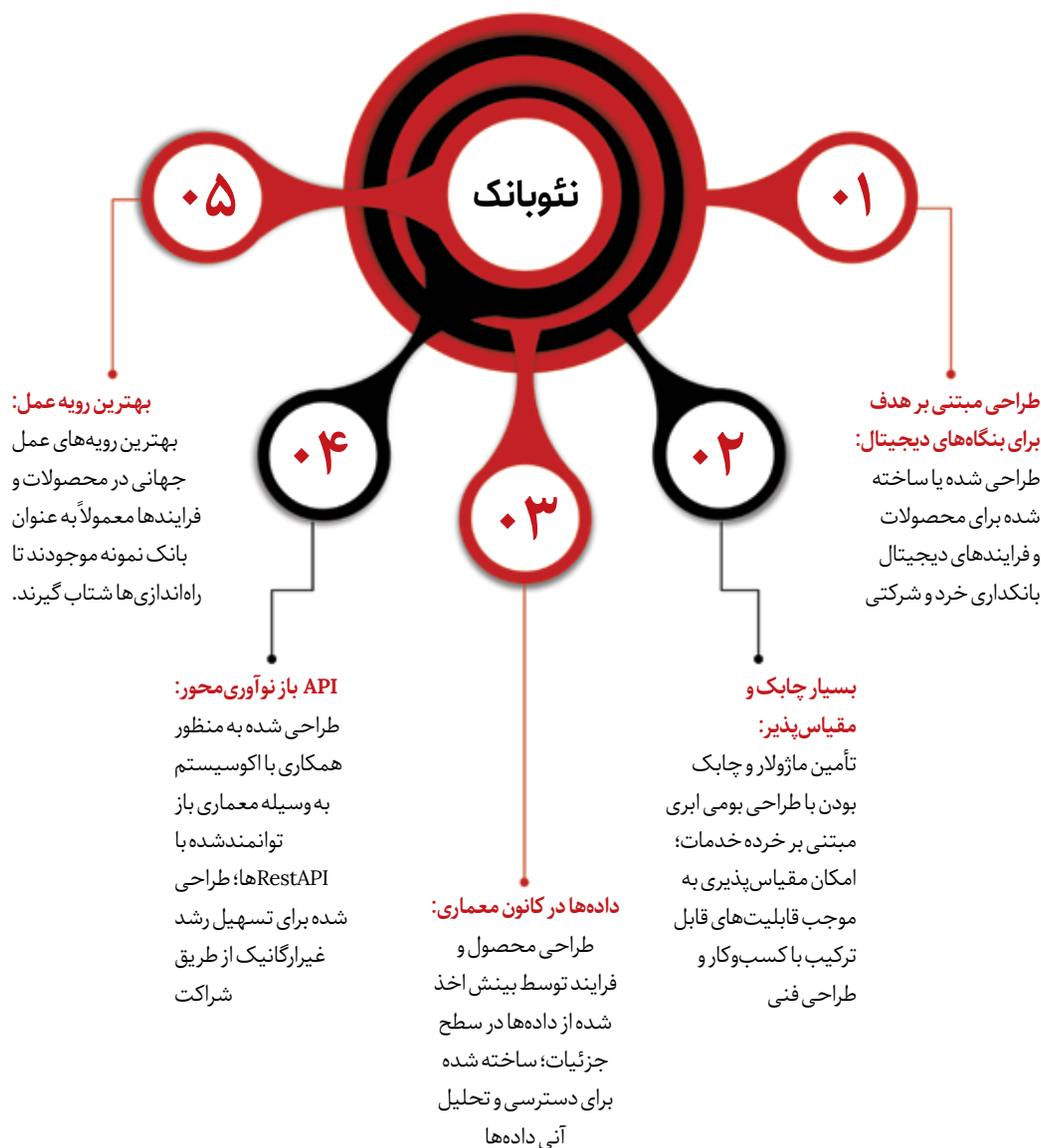 نئوبانک
۰۱
طراحی مبتنی بر هدف
برای بنگاه‌های دیجیتال:
طراحی شده یا ساخته
شده برای محصولات
و فرایندهای دیجیتال
بانکداری خرد و شرکتی
۰۲
بسیار چابک و
مقیاس‌پذیر:
تأمین ماژولار و چابک
بودن با طراحی بومی ابری
مبتنی بر خرده خدمات؛
امکان مقیاس‌پذیری به
موجب قابلیت‌های قابل
ترکیب با کسب‌وکار و
طراحی فنی
۰۳
داده‌ها در کانون معماری:
طراحی محصول و
فرایند توسط بینش اخذ
شده از داده‌ها در سطح
جزئیات؛ ساخته شده
برای دسترسی و تحلیل
آنی داده‌ها
۰۴
API باز نوآوری‌محور:
طراحی شده به منظور
همکاری با اکوسیستم
به وسیله معماری باز
توانمندشده با
RestAPIها؛ طراحی
شده برای تسهیل رشد
غیرارگانیک از طریق
شراکت
۰۵
بهترین رویه عمل:
بهترین رویه‌های عمل
جهانی در محصولات و
فرایندها معمولاً به عنوان
بانک نمونه موجودند تا
راه‌اندازی‌ها شتاب گیرند.